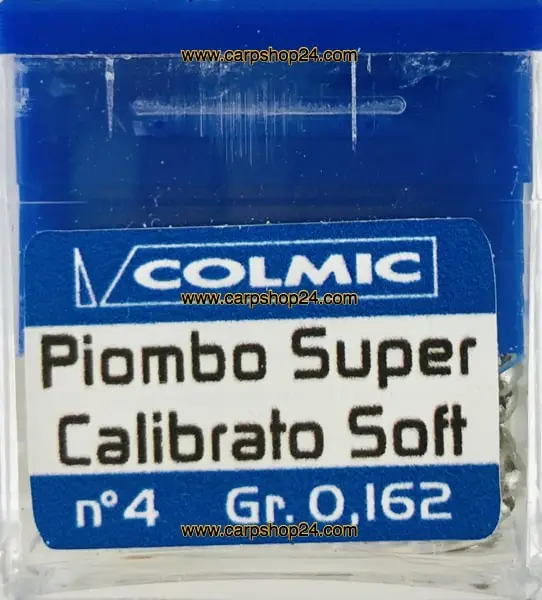 www.carpshop24.com
COLMIC
www.carpshop24.com
Piombo Super
Calibrato Soft
n°4 Gr. 0,162
www.carpshop24.com